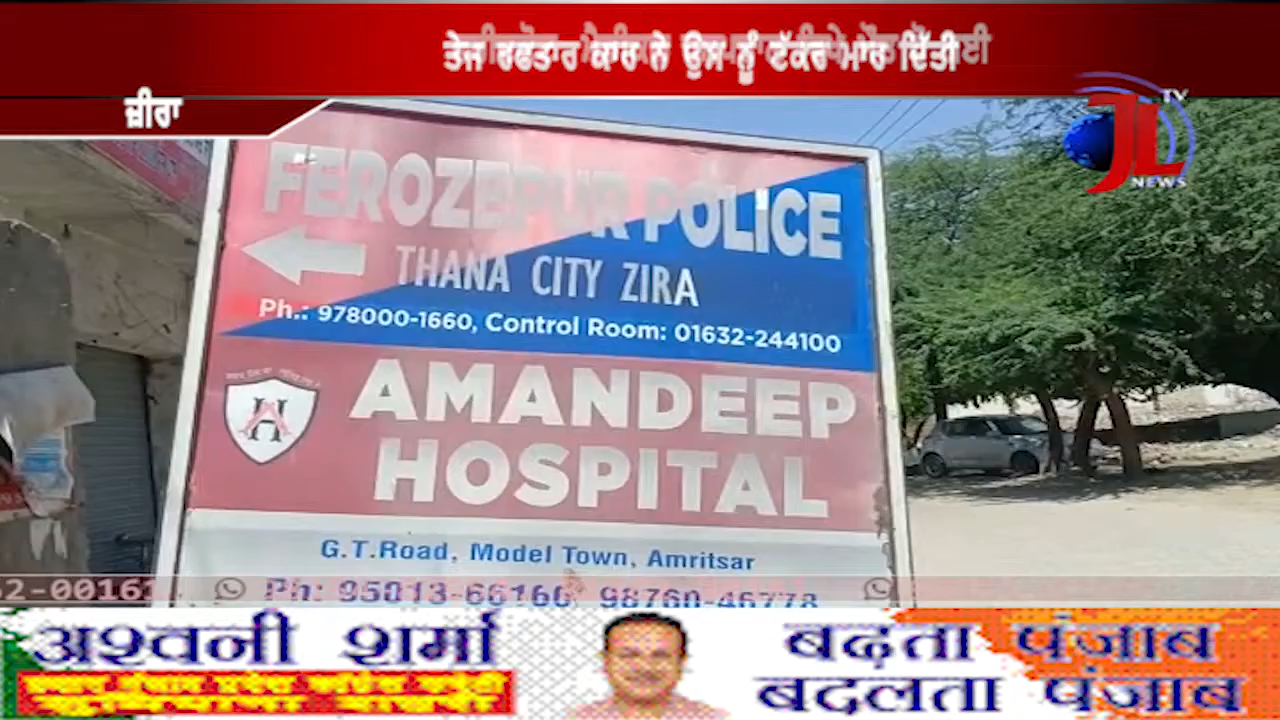 ਤੇਜ ਰਫਤਾਰ ਕਾਰ ਨੇ ਉਸ ਨੂੰ ਟੱਕਰ ਮਾਰ ਦਿੱਤੀ
ਜ਼ੀਰਾ
JL TV
NEWS
FEROZEPUR POLICE
THANA CITY ZIRA
Ph.: 978000-1660, Control Room: 01632-244100
AMANDEEP
HOSPITAL
G.T.Road, Model Town, Amritsar
Ph: 95013-66166, 98760-46778
अश्वनी शर्मा
बढ़ता पंजाब
बदलता पंजाब